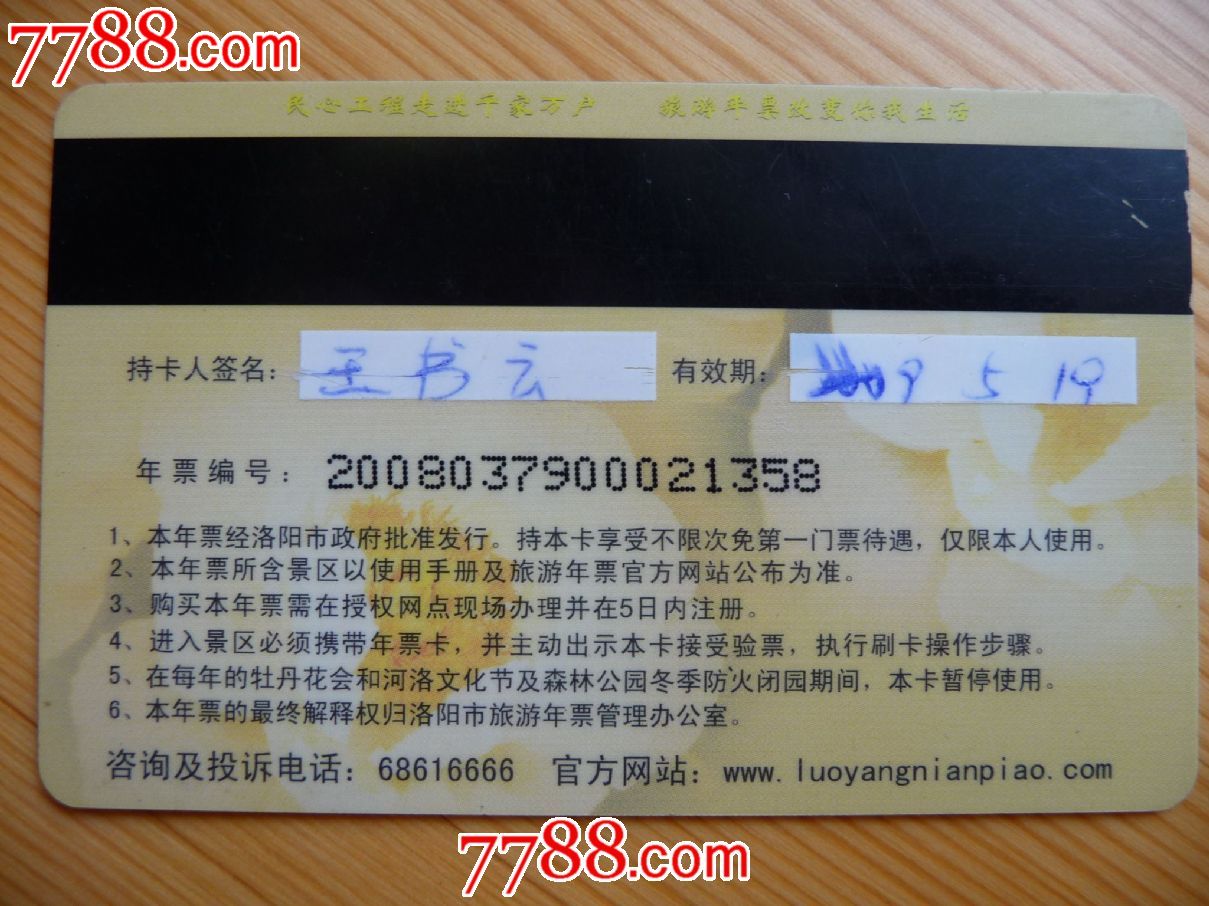 7788.com
民心工程走进千家万户 旅游年票改变你我生活
持卡人签名： 王书云 有效期： 09 5 19
年票编号： 20080379000021358
1、本年票经洛阳市政府批准发行。持本卡享受不限次免第一门票待遇，仅限本人使用。
2、本年票所含景区以使用手册及旅游年票官方网站公布为准。
3、购买本年票需在授权网点现场办理并在5日内注册。
4、进入景区必须携带年票卡，并主动出示本卡接受验票，执行刷卡操作步骤。
5、在每年的牡丹花会和河洛文化节及森林公园冬季防火闭园期间，本卡暂停使用。
6、本年票的最终解释权归洛阳市旅游年票管理办公室。
咨询及投诉电话：68616666 官方网站：www.luoyangnianpiao.com
7788.com